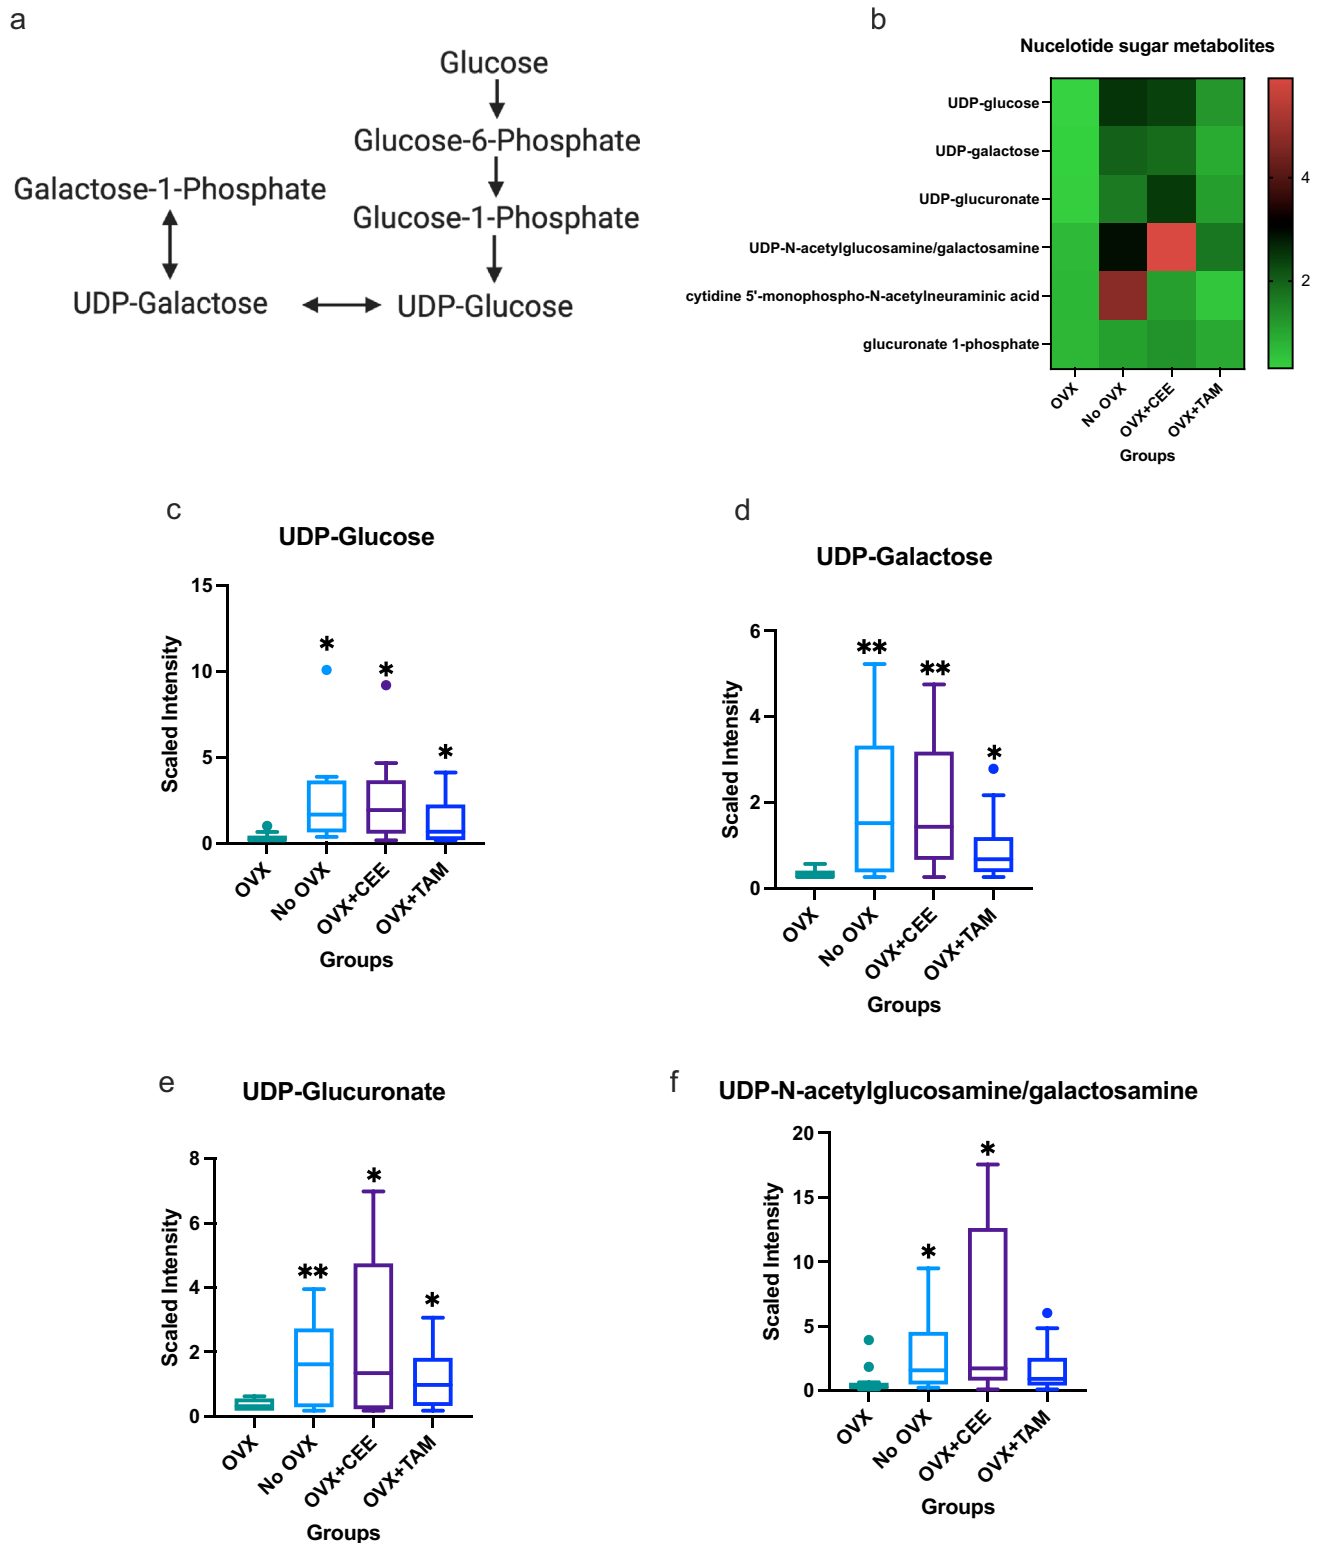 a
Glucose
Glucose-6-Phosphate
Galactose-1-Phosphate
Glucose-1-Phosphate
UDP-Galactose
UDP-Glucose
b
Nucelotide sugar metabolites
UDP-glucose
UDP-galactose
UDP-glucuronate
UDP-N-acetylglucosamine/galactosamine
cytidine 5'-monophospho-N-acetylneuraminic acid
glucuronate 1-phosphate
4
2
OVX
No OVX
OVX+CEE
OVX+TAM
Groups
c
UDP-Glucose
Scaled Intensity
15
10
5
0
*
*
*
OVX
No OVX
OVX+CEE
OVX+TAM
Groups
d
UDP-Galactose
Scaled Intensity
6
4
2
0
**
**
*
OVX
No OVX
OVX+CEE
OVX+TAM
Groups
e
UDP-Glucuronate
Scaled Intensity
8
6
4
2
0
**
*
*
OVX
No OVX
OVX+CEE
OVX+TAM
Groups
f
UDP-N-acetylglucosamine/galactosamine
Scaled Intensity
20
15
10
5
0
*
*
OVX
No OVX
OVX+CEE
OVX+TAM
Groups